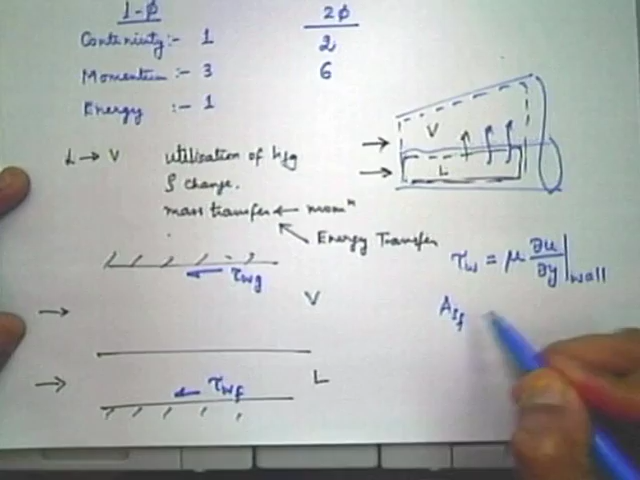 1-φ 2φ
Continuity:- 1 2
Momentum:- 3 6
Energy :- 1
L → V utilisation of hfg
ρ change.
mass transfer ← momⁿ
Energy Transfer
V
L
τw = μ ∂u/∂y |wall
τwg
V
Asf
τwf
L